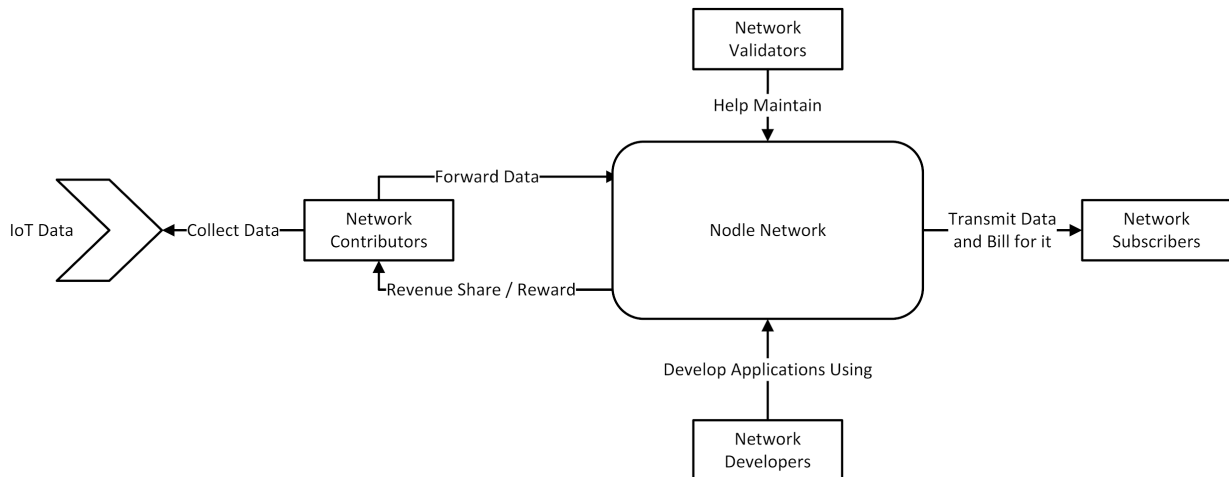 Network
Validators
Help Maintain
Forward Data
IoT Data
Collect Data
Network
Contributors
Nodle Network
Transmit Data
and Bill for it
Network
Subscribers
Revenue Share / Reward
Develop Applications Using
Network
Developers